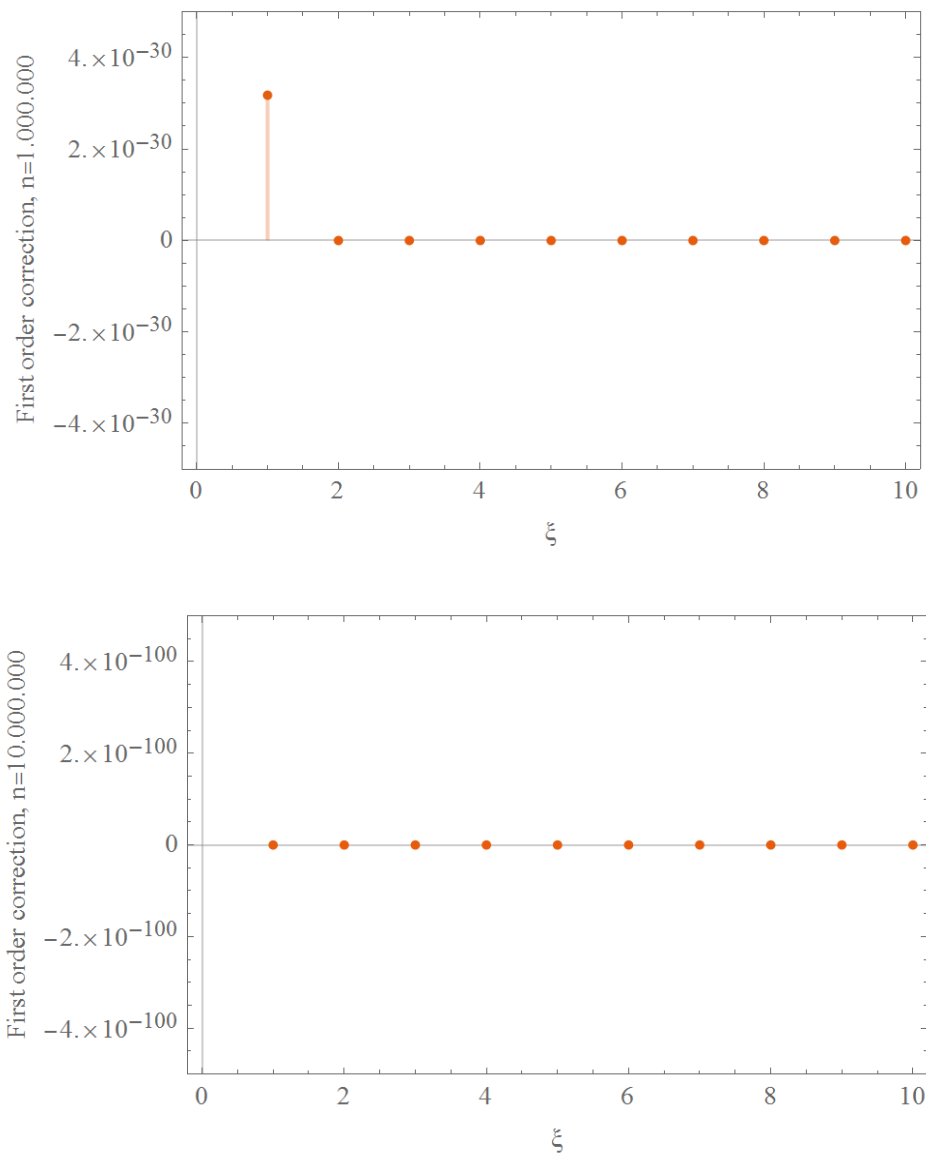 First order correction, n=1.000.000
4.×10⁻³⁰
2.×10⁻³⁰
0
−2.×10⁻³⁰
−4.×10⁻³⁰
0 2 4 6 8 10
ξ
First order correction, n=10.000.000
4.×10⁻¹⁰⁰
2.×10⁻¹⁰⁰
0
−2.×10⁻¹⁰⁰
−4.×10⁻¹⁰⁰
0 2 4 6 8 10
ξ